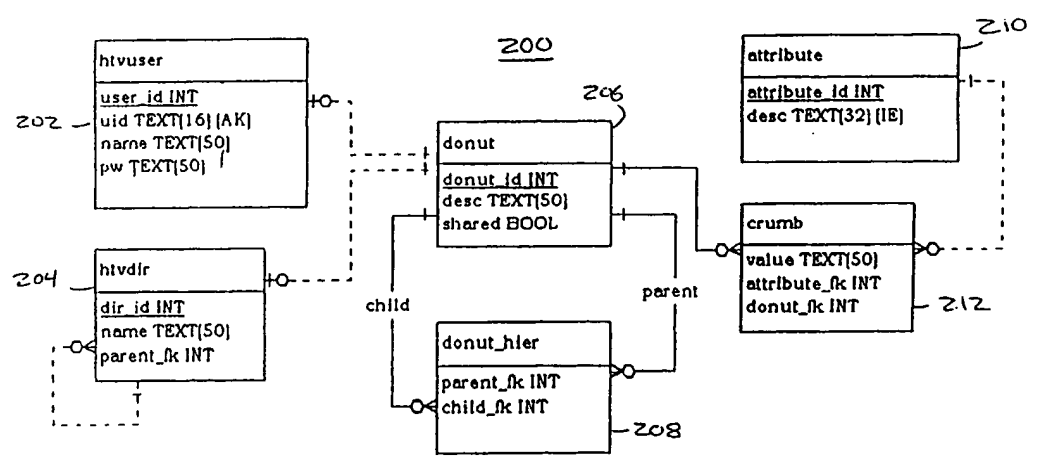 200
202
htvuser
user_id INT
uid TEXT(16) (AK)
name TEXT(50)
pw TEXT(50)
204
htvdir
dir_id INT
name TEXT(50)
parent_fk INT
206
donut
donut_id INT
desc TEXT(50)
shared BOOL
child
parent
donut_hier
parent_fk INT
child_fk INT
208
210
attribute
attribute_id INT
desc TEXT(32) (IE)
crumb
value TEXT(50)
attribute_fk INT
donut_fk INT
212